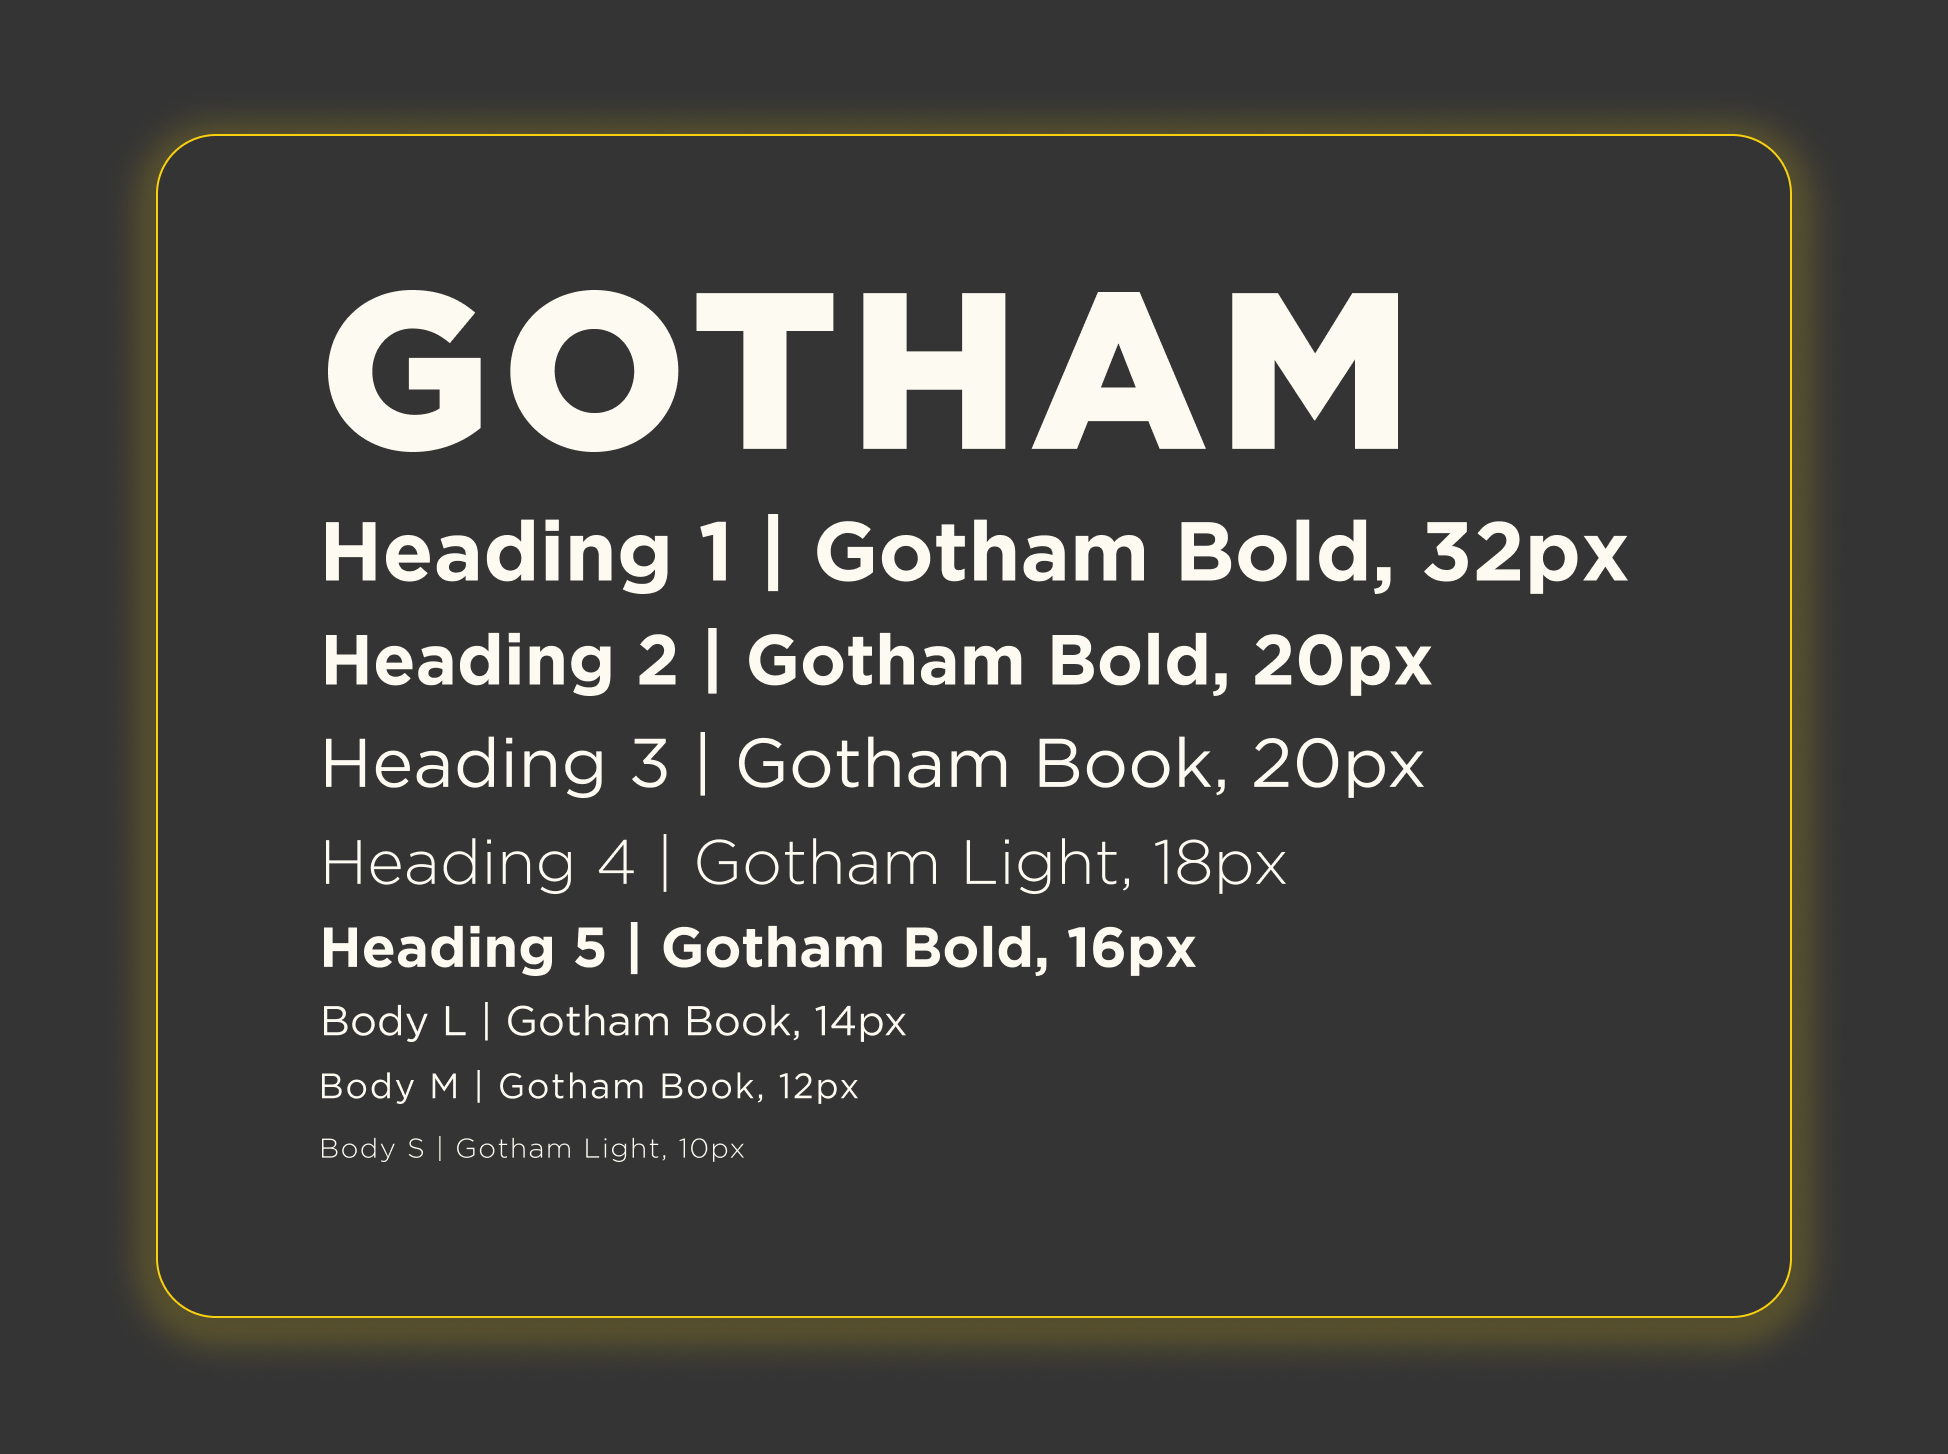 GOTHAM
Heading 1 | Gotham Bold, 32px
Heading 2 | Gotham Bold, 20px
Heading 3 | Gotham Book, 20px
Heading 4 | Gotham Light, 18px
Heading 5 | Gotham Bold, 16px
Body L | Gotham Book, 14px
Body M | Gotham Book, 12px
Body S | Gotham Light, 10px